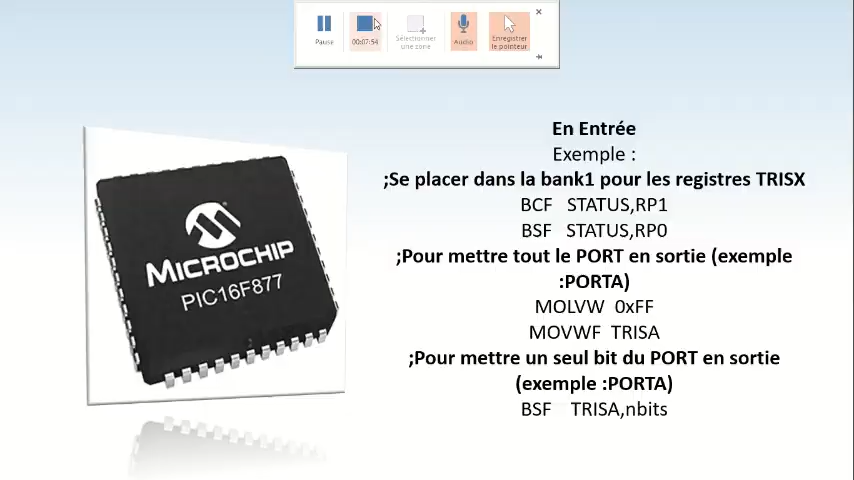 Pause
00:07:54
Sélectionner
une zone
Audio
Enregistrer
le pointeur
En Entrée
Exemple :
;Se placer dans la bank1 pour les registres TRISX
BCF STATUS,RP1
BSF STATUS,RP0
;Pour mettre tout le PORT en sortie (exemple
:PORTA)
MOLVW 0xFF
MOVWF TRISA
;Pour mettre un seul bit du PORT en sortie
(exemple :PORTA)
BSF TRISA,nbits
MICROCHIP
PIC16F877